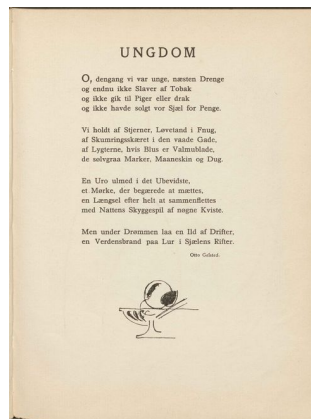 UNGDOM
O, dengang vi var unge, næsten Drenge
og endnu ikke Slaver af Tobak
og ikke gik til Piger eller drak
og ikke havde solgt vor Sjæl for Penge.
Vi holdt af Stjerner, Løvetand i Fnug,
af Skumringsskæret i den vaade Gade,
af Lygterne, hvis Blus er Valmublade,
de sølvgraa Marker, Maaneskin og Dug.
En Uro ulmed i det Ubevidste,
et Mørke, der begærede at mættes,
en Længsel efter helt at sammenflettes
med Nattens Skyggespil af nøgne Kviste.
Men under Drømmen laa en Ild af Drifter,
en Verdensbrand paa Lur i Sjælens Rifter.
Otto Gelsted.